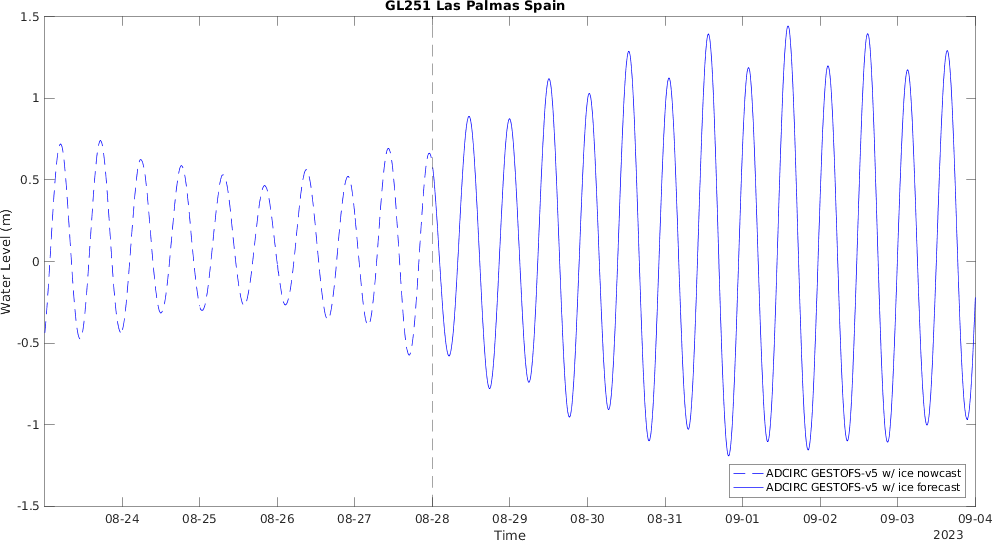 GL251 Las Palmas Spain
1.5
1
0.5
0
-0.5
-1
-1.5
Water Level (m)
ADCIRC GESTOFS-v5 w/ ice nowcast
ADCIRC GESTOFS-v5 w/ ice forecast
08-24 08-25 08-26 08-27 08-28 08-29 08-30 08-31 09-01 09-02 09-03 09-04
Time
2023